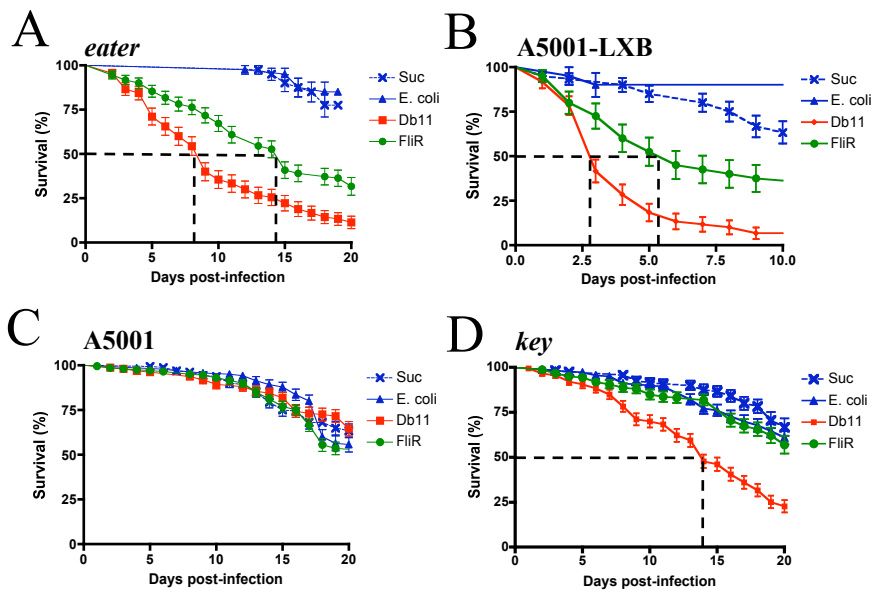 A
eater
100
75
50
25
0
0
5
10
15
20
Survival (%)
Days post-infection
Suc
E. coli
Db11
FliR
B
A5001-LXB
100
75
50
25
0
0.0
2.5
5.0
7.5
10.0
Survival (%)
Days post-infection
Suc
E. coli
Db11
FliR
C
A5001
100
75
50
25
0
0
5
10
15
20
Survival (%)
Days post-infection
Suc
E. coli
Db11
FliR
D
key
100
75
50
25
0
0
5
10
15
20
Survival (%)
Days post-infection
Suc
E. coli
Db11
FliR